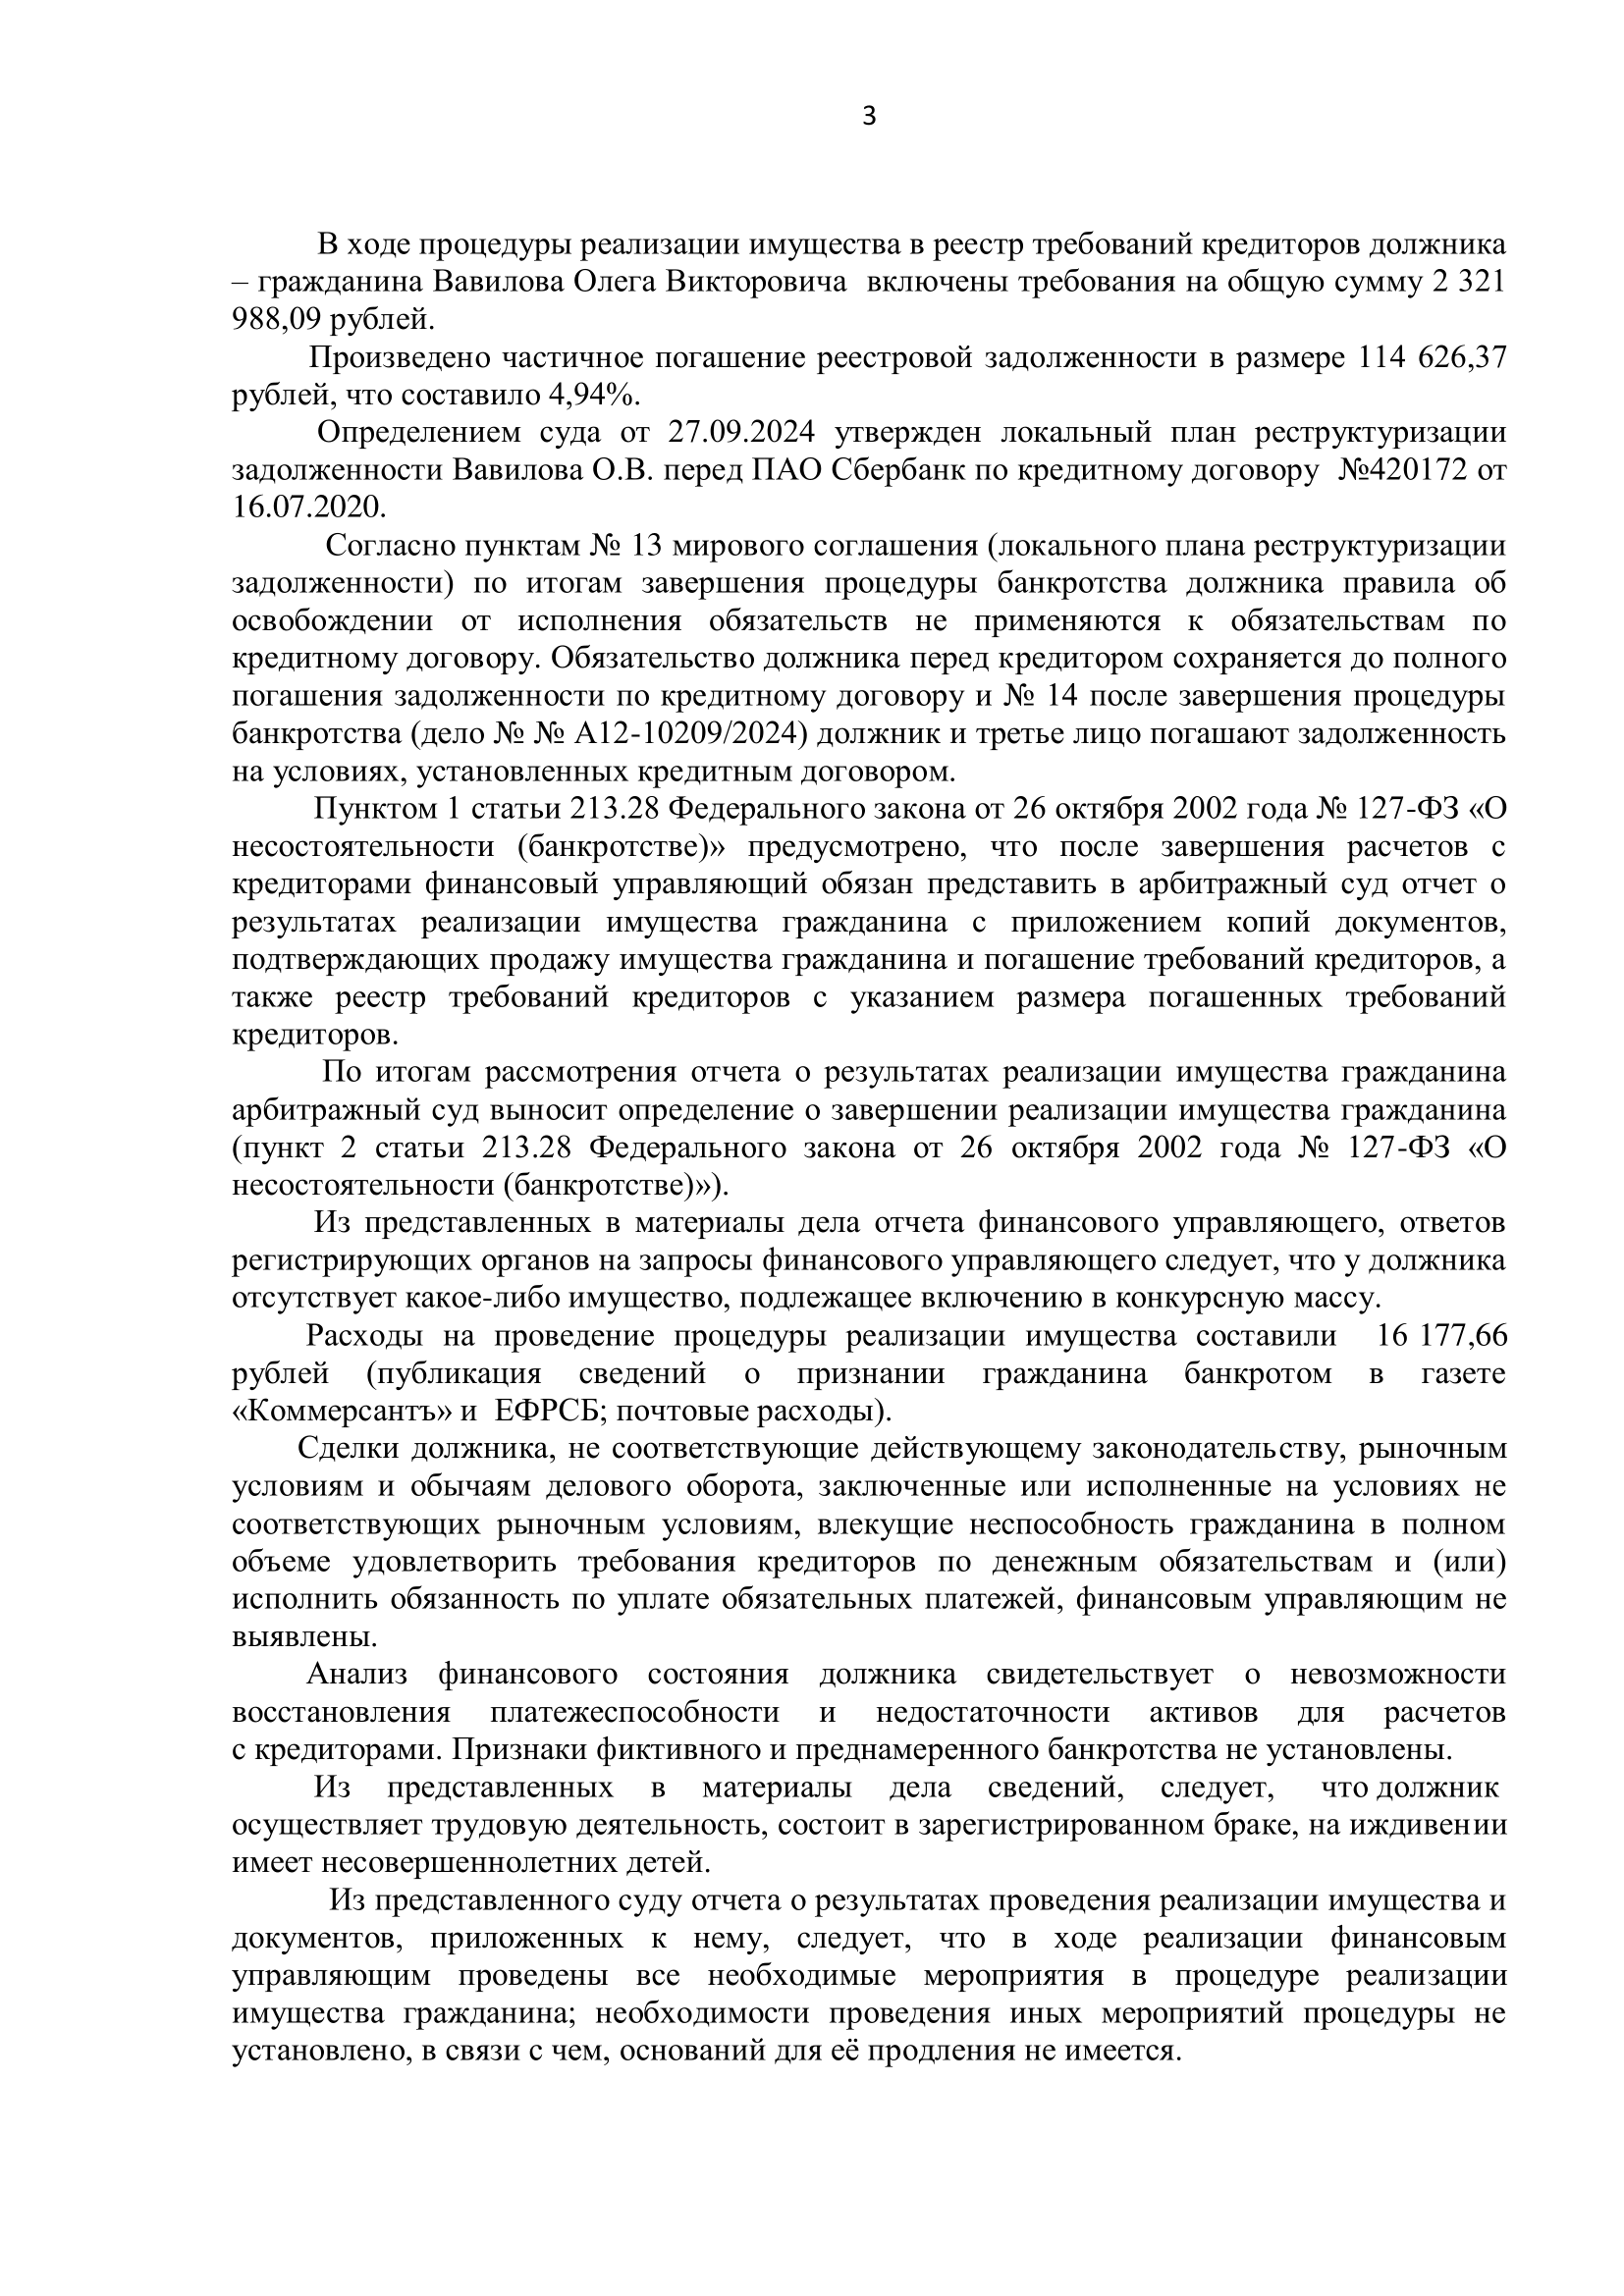 3
В ходе процедуры реализации имущества в реестр требований кредиторов должника
– гражданина Вавилова Олега Викторовича  включены требования на общую сумму 2 321
988,09 рублей.
Произведено частичное погашение реестровой задолженности в размере 114 626,37
рублей, что составило 4,94%.
Определением суда от 27.09.2024 утвержден локальный план реструктуризации
задолженности Вавилова О.В. перед ПАО Сбербанк по кредитному договору  №420172 от
16.07.2020.
Согласно пунктам № 13 мирового соглашения (локального плана реструктуризации
задолженности) по итогам завершения процедуры банкротства должника правила об
освобождении от исполнения обязательств не применяются к обязательствам по
кредитному договору. Обязательство должника перед кредитором сохраняется до полного
погашения задолженности по кредитному договору и № 14 после завершения процедуры
банкротства (дело № № А12-10209/2024) должник и третье лицо погашают задолженность
на условиях, установленных кредитным договором.
Пунктом 1 статьи 213.28 Федерального закона от 26 октября 2002 года № 127-ФЗ «О
несостоятельности (банкротстве)» предусмотрено, что после завершения расчетов с
кредиторами финансовый управляющий обязан представить в арбитражный суд отчет о
результатах реализации имущества гражданина с приложением копий документов,
подтверждающих продажу имущества гражданина и погашение требований кредиторов, а
также реестр требований кредиторов с указанием размера погашенных требований
кредиторов.
По итогам рассмотрения отчета о результатах реализации имущества гражданина
арбитражный суд выносит определение о завершении реализации имущества гражданина
(пункт 2 статьи 213.28 Федерального закона от 26 октября 2002 года № 127-ФЗ «О
несостоятельности (банкротстве)»).
Из представленных в материалы дела отчета финансового управляющего, ответов
регистрирующих органов на запросы финансового управляющего следует, что у должника
отсутствует какое-либо имущество, подлежащее включению в конкурсную массу.
Расходы на проведение процедуры реализации имущества составили  16 177,66
рублей (публикация сведений о признании гражданина банкротом в газете
«Коммерсантъ» и  ЕФРСБ; почтовые расходы).
Сделки должника, не соответствующие действующему законодательству, рыночным
условиям и обычаям делового оборота, заключенные или исполненные на условиях не
соответствующих рыночным условиям, влекущие неспособность гражданина в полном
объеме удовлетворить требования кредиторов по денежным обязательствам и (или)
исполнить обязанность по уплате обязательных платежей, финансовым управляющим не
выявлены.
Анализ финансового состояния должника свидетельствует о невозможности
восстановления платежеспособности и недостаточности активов для расчетов
с кредиторами. Признаки фиктивного и преднамеренного банкротства не установлены.
Из представленных в материалы дела сведений, следует, что должник
осуществляет трудовую деятельность, состоит в зарегистрированном браке, на иждивении
имеет несовершеннолетних детей.
Из представленного суду отчета о результатах проведения реализации имущества и
документов, приложенных к нему, следует, что в ходе реализации финансовым
управляющим проведены все необходимые мероприятия в процедуре реализации
имущества гражданина; необходимости проведения иных мероприятий процедуры не
установлено, в связи с чем, оснований для её продления не имеется.